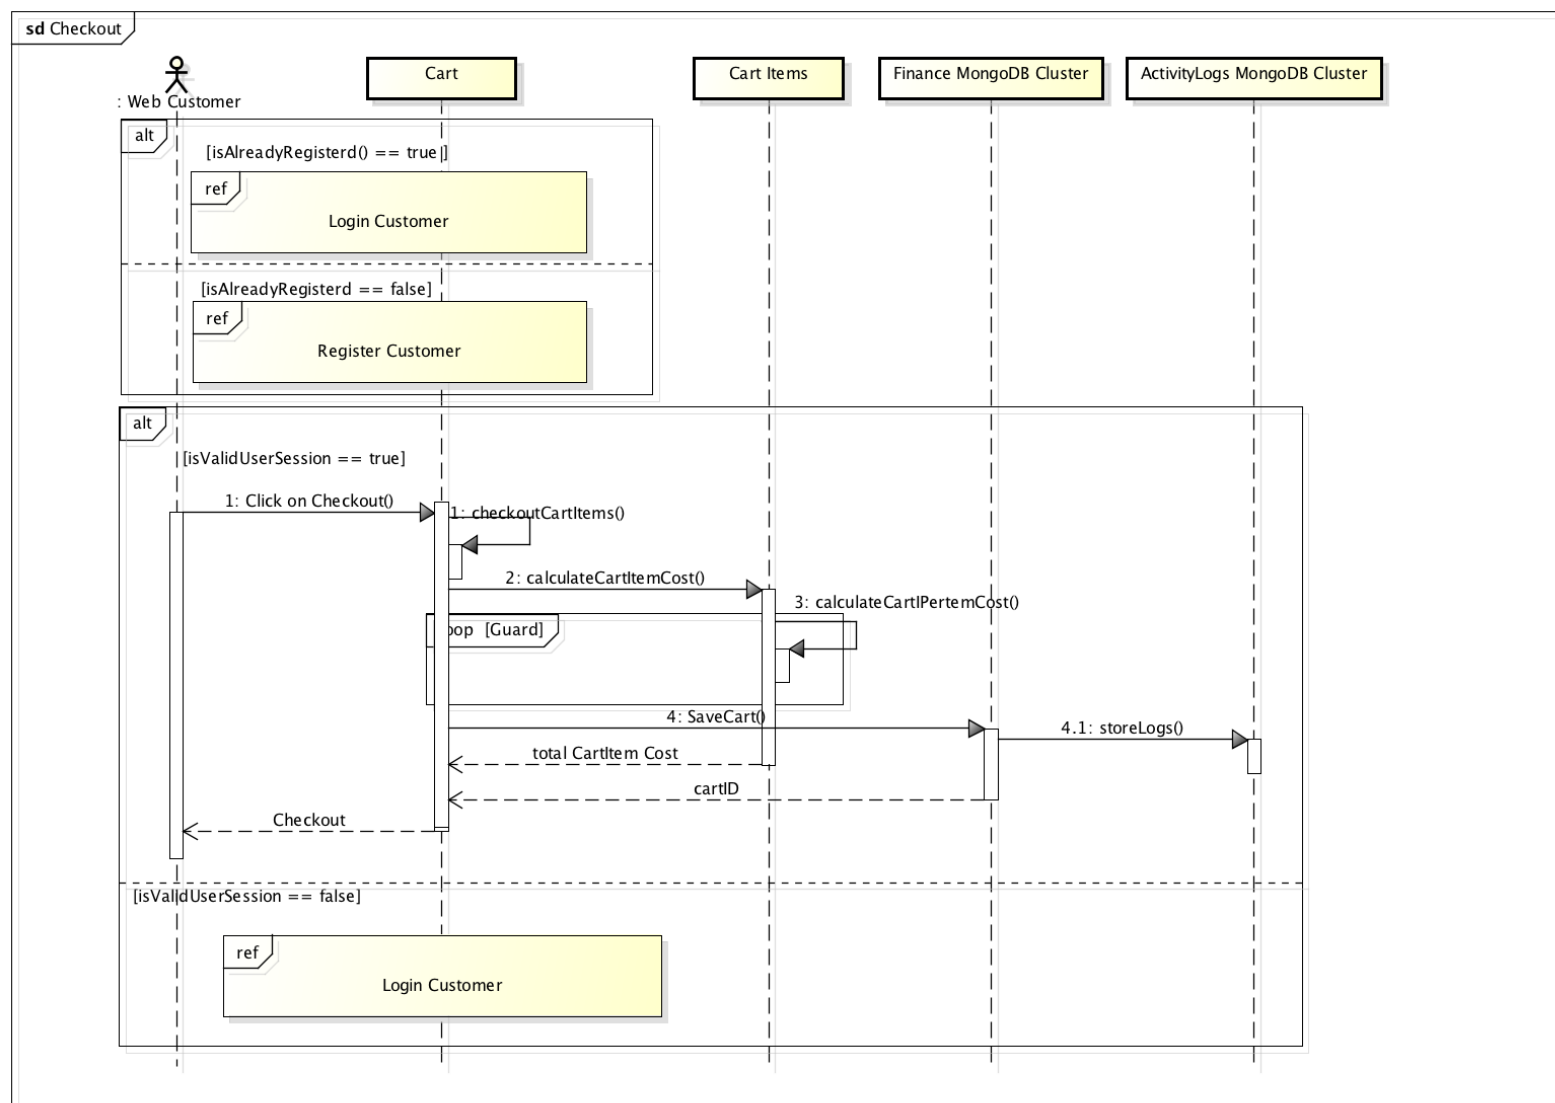 sd Checkout
: Web Customer
Cart
Cart Items
Finance MongoDB Cluster
ActivityLogs MongoDB Cluster
alt
[isAlreadyRegisterd() == true ]
ref
Login Customer
[isAlreadyRegisterd == false]
ref
Register Customer
alt
[isValidUserSession == true]
1: Click on Checkout()
1: checkoutCartItems()
2: calculateCartItemCost()
3: calculateCartIPertemCost()
oop [Guard]
4: SaveCart()
4.1: storeLogs()
total CartItem Cost
cartID
Checkout
[isValidUserSession == false]
ref
Login Customer